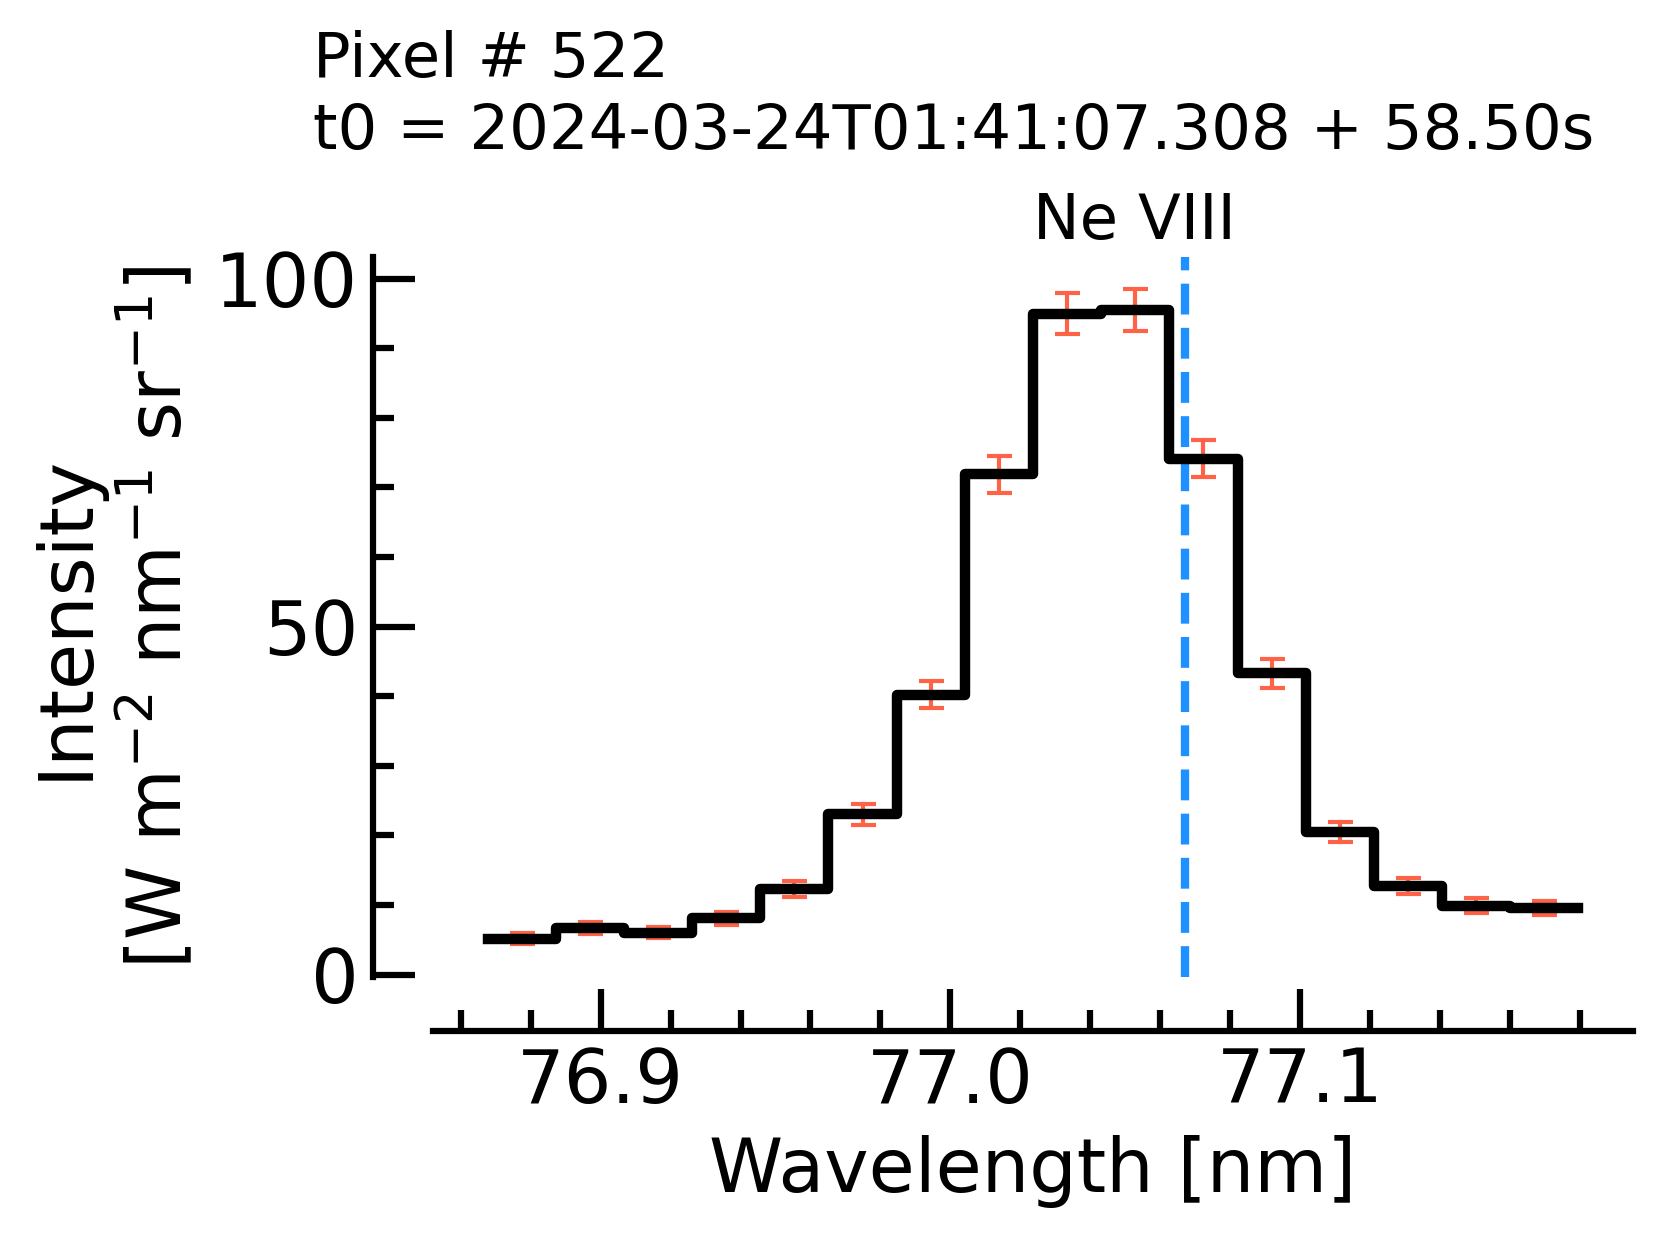 Pixel # 522
t0 = 2024-03-24T01:41:07.308 + 58.50s
Ne VIII
Intensity
[W m⁻² nm⁻¹ sr⁻¹]
100
50
0
76.9 77.0 77.1
Wavelength [nm]